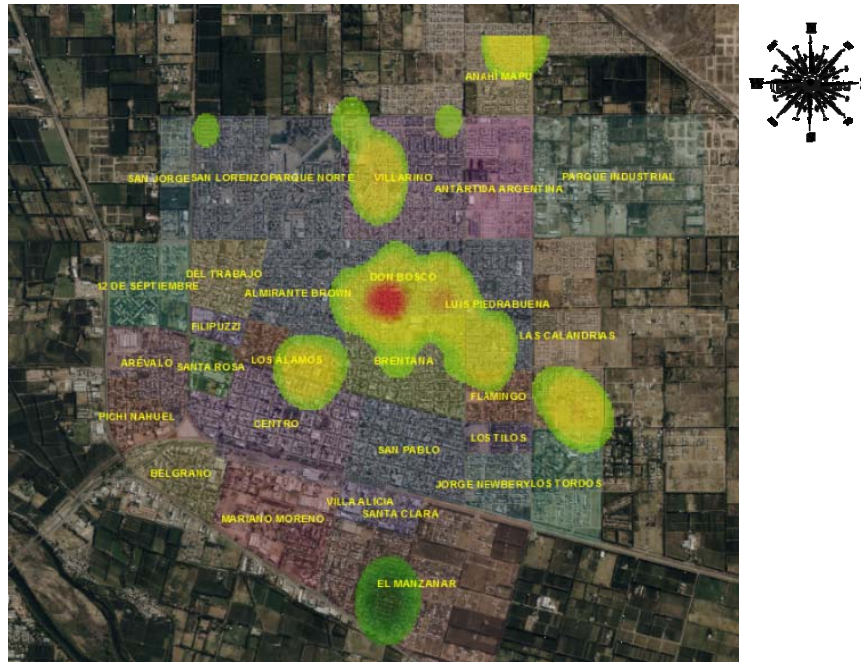 ANAHÍ MAPU
SAN JORGE
SAN LORENZO
PARQUE NORTE
VILLARINO
PARQUE INDUSTRIAL
ANTÁRTIDA ARGENTINA
DEL TRABAJO
DON BOSCO
12 DE SEPTIEMBRE
ALMIRANTE BROWN
LUIS PIEDRABUENA
FILIPUZZI
LAS CALANDRIAS
ARÉVALO
SANTA ROSA
LOS ÁLAMOS
BRENTANA
FLAMINGO
PICHI NAHUEL
CENTRO
LOS TILOS
SAN PABLO
BELGRANO
JORGE NEWBERY
LOS TORDOS
VILLA ALICIA
SANTA CLARA
MARIANO MORENO
EL MANZANAR